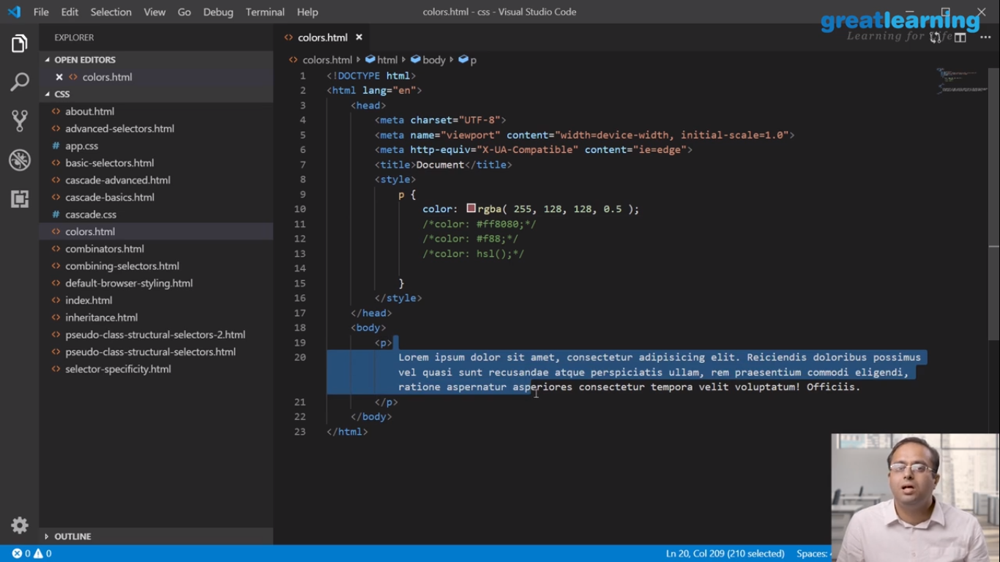 File Edit Selection View Go Debug Terminal Help
colors.html - css - Visual Studio Code
greatlearning
Learning for Life
EXPLORER
OPEN EDITORS
colors.html
CSS
about.html
advanced-selectors.html
app.css
basic-selectors.html
cascade-advanced.html
cascade-basics.html
cascade.css
colors.html
combinators.html
combining-selectors.html
default-browser-styling.html
index.html
inheritance.html
pseudo-class-structural-selectors-2.html
pseudo-class-structural-selectors.html
selector-specificity.html
OUTLINE
colors.html
colors.html html body p
1 <!DOCTYPE html>
2 <html lang="en">
3 <head>
4 <meta charset="UTF-8">
5 <meta name="viewport" content="width=device-width, initial-scale=1.0">
6 <meta http-equiv="X-UA-Compatible" content="ie=edge">
7 <title>Document</title>
8 <style>
9 p {
10 color: rgba( 255, 128, 128, 0.5 );
11 /*color: #ff8080;*/
12 /*color: #f88;*/
13 /*color: hsl();*/
14
15 }
16 </style>
17 </head>
18 <body>
19 <p>
20 Lorem ipsum dolor sit amet, consectetur adipisicing elit. Reiciendis doloribus possimus
vel quasi sunt recusandae atque perspiciatis ullam, rem praesentium commodi eligendi,
ratione aspernatur asperiores consectetur tempora velit voluptatum! Officiis.
21 </p>
22 </body>
23 </html>
0 0
Ln 20, Col 209 (210 selected) Spaces: